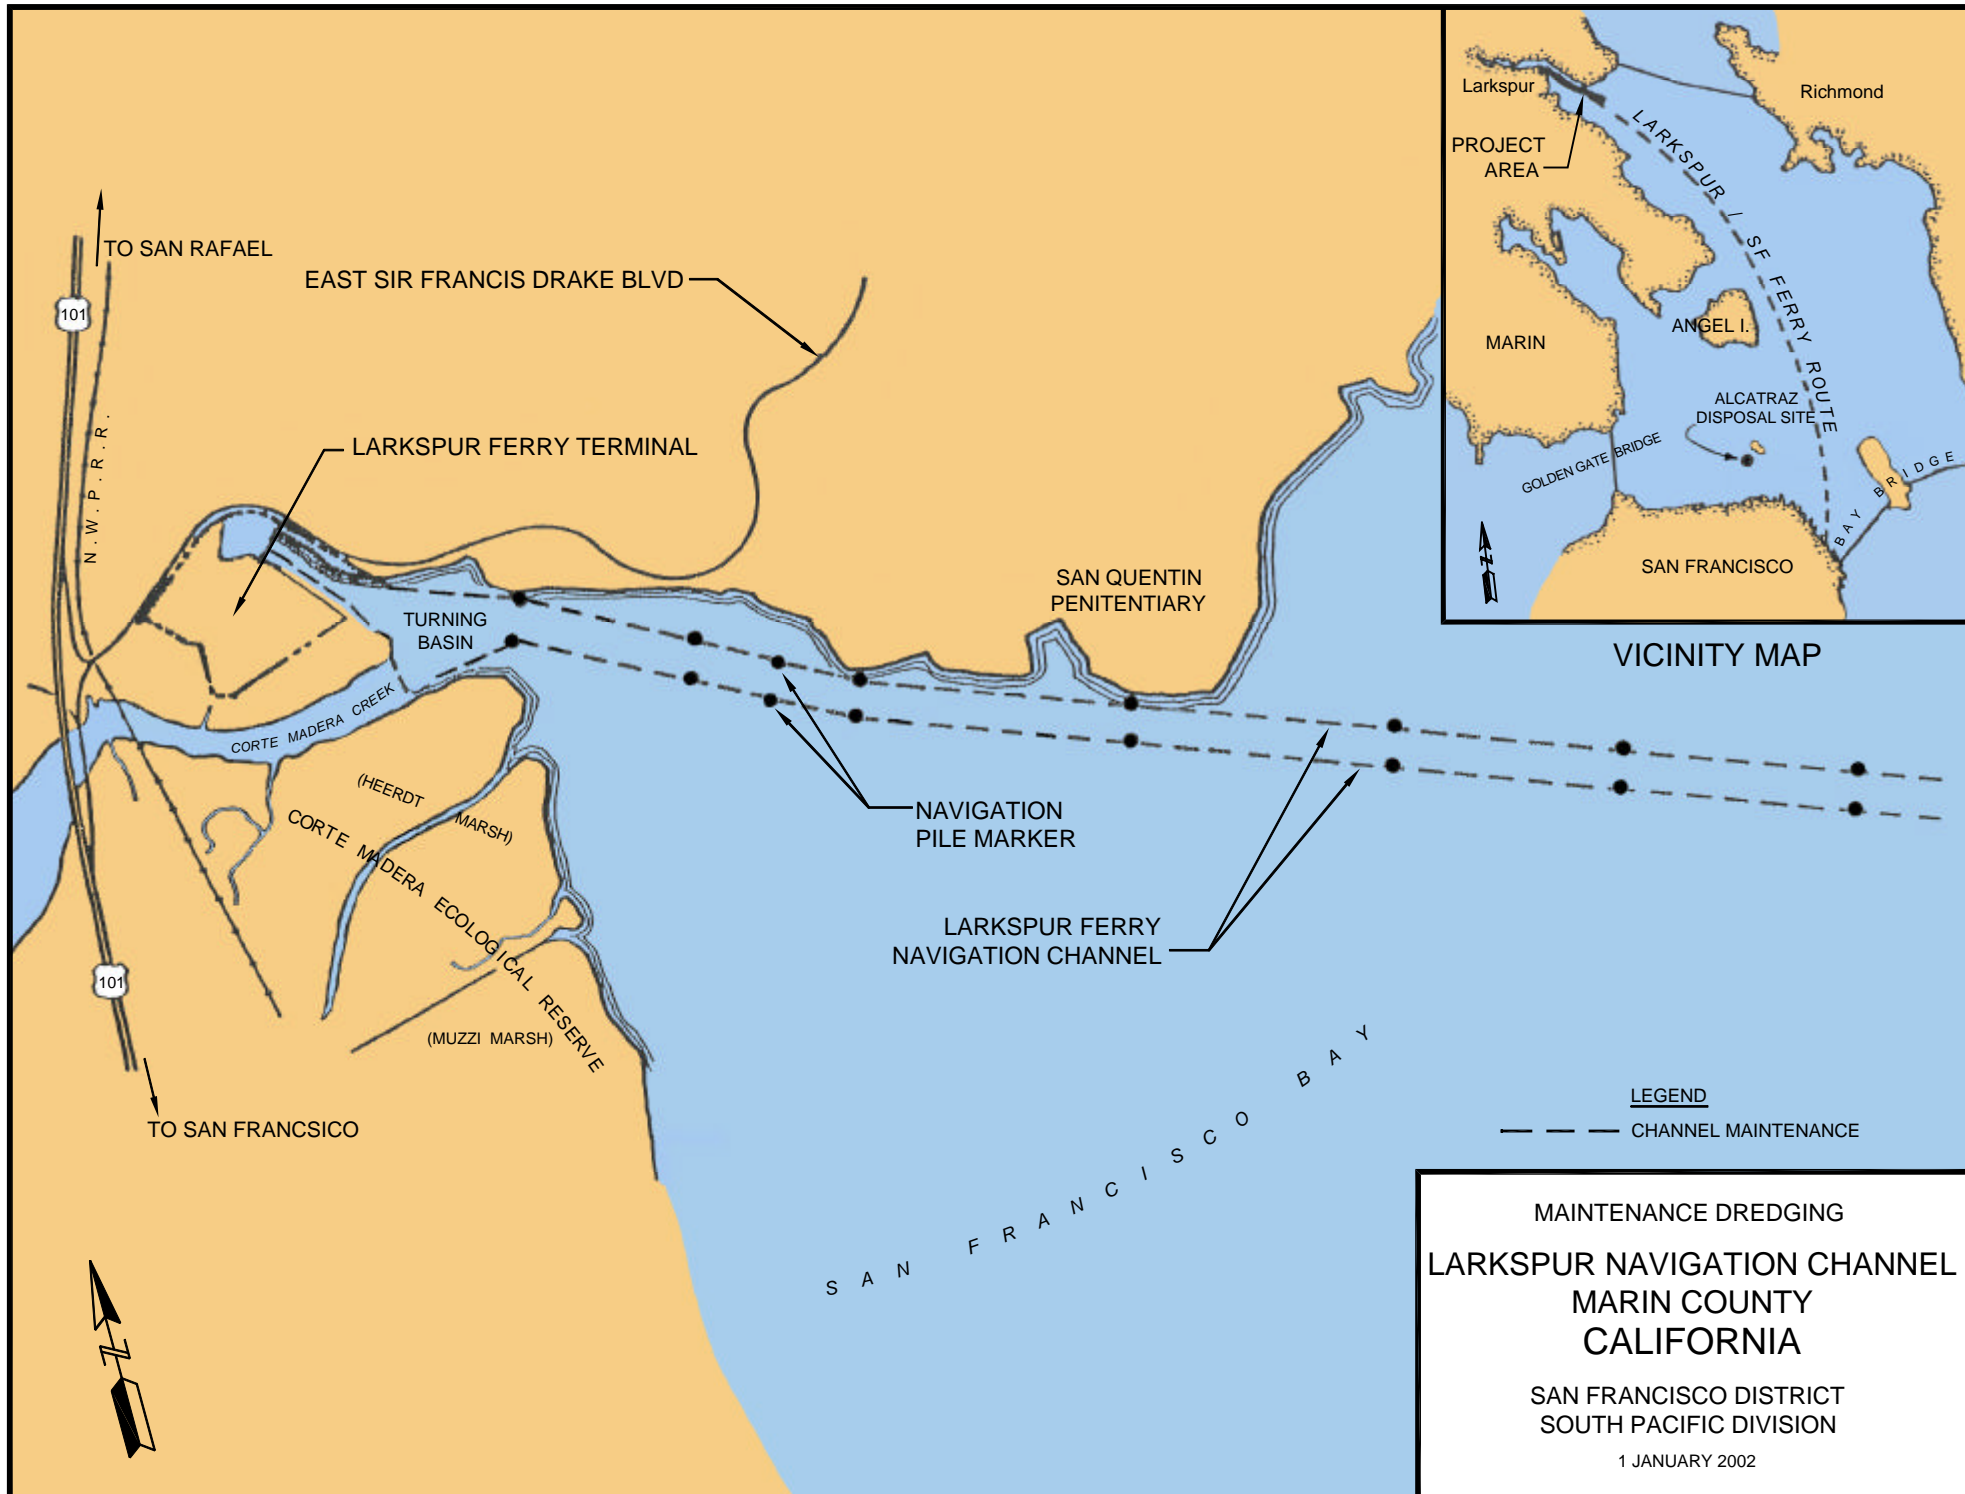 TO SAN RAFAEL
101
N.W.P.R.R.
EAST SIR FRANCIS DRAKE BLVD
LARKSPUR FERRY TERMINAL
TURNING
BASIN
SAN QUENTIN
PENITENTIARY
CORTE MADERA CREEK
(HEERDT
MARSH)
CORTE MADERA ECOLOGICAL RESERVE
(MUZZI MARSH)
101
TO SAN FRANCSICO
NAVIGATION
PILE MARKER
LARKSPUR FERRY
NAVIGATION CHANNEL
SAN FRANCISCO BAY
N
Larkspur
Richmond
PROJECT
AREA
LARKSPUR / SF FERRY ROUTE
MARIN
ANGEL I.
ALCATRAZ
DISPOSAL SITE
GOLDEN GATE BRIDGE
BAY BRIDGE
SAN FRANCISCO
N
VICINITY MAP
LEGEND
CHANNEL MAINTENANCE
MAINTENANCE DREDGING
LARKSPUR NAVIGATION CHANNEL
MARIN COUNTY
CALIFORNIA
SAN FRANCISCO DISTRICT
SOUTH PACIFIC DIVISION
1 JANUARY 2002